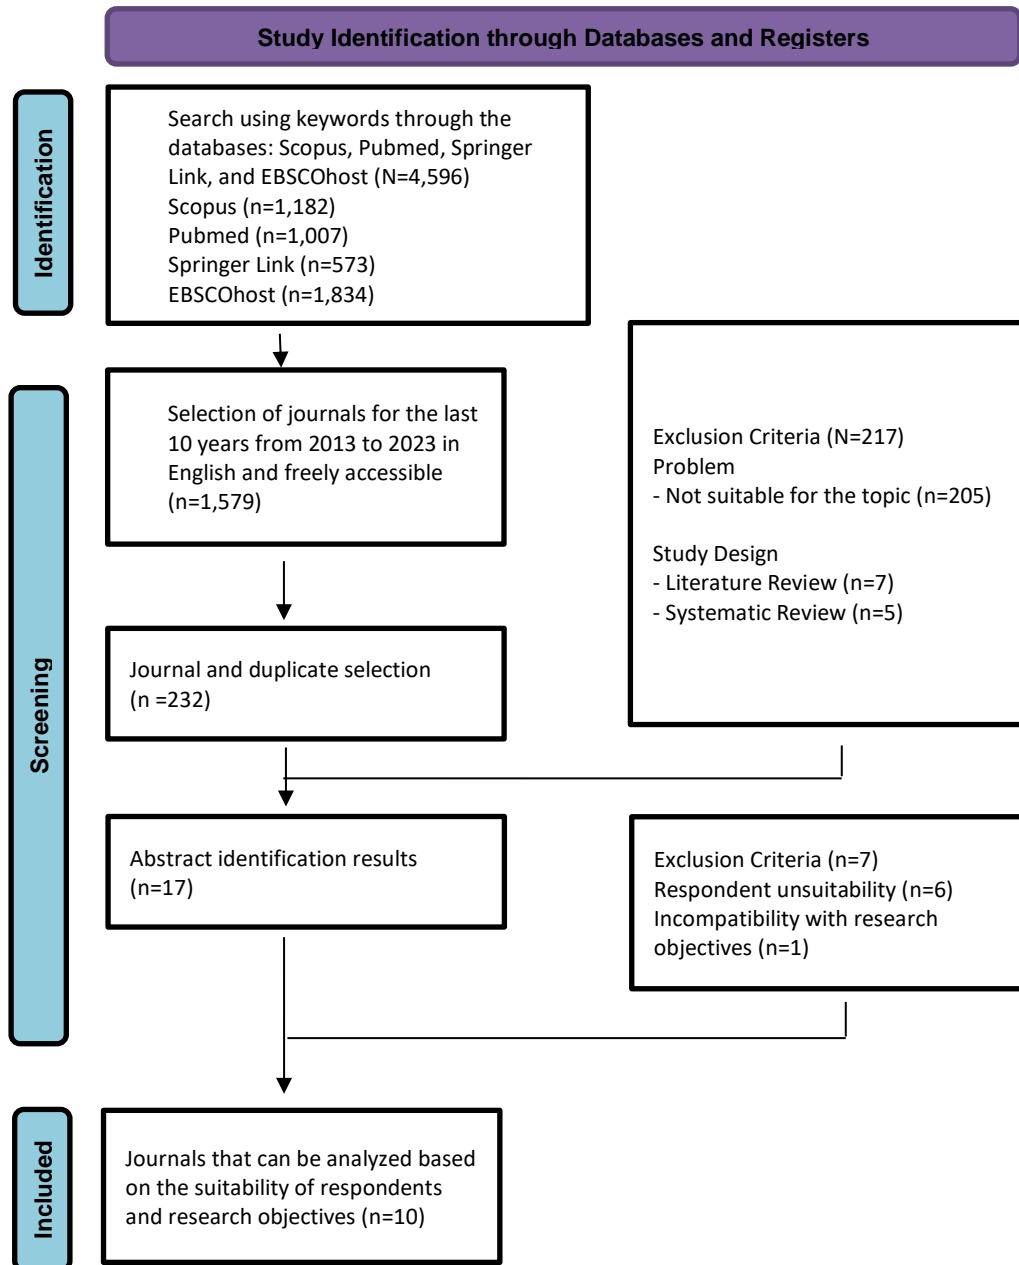 Study Identification through Databases and Registers
Identification
Search using keywords through the
databases: Scopus, Pubmed, Springer
Link, and EBSCOhost (N=4,596)
Scopus (n=1,182)
Pubmed (n=1,007)
Springer Link (n=573)
EBSCOhost (n=1,834)
Screening
Selection of journals for the last
10 years from 2013 to 2023 in
English and freely accessible
(n=1,579)
Exclusion Criteria (N=217)
Problem
- Not suitable for the topic (n=205)
Study Design
- Literature Review (n=7)
- Systematic Review (n=5)
Journal and duplicate selection
(n =232)
Abstract identification results
(n=17)
Exclusion Criteria (n=7)
Respondent unsuitability (n=6)
Incompatibility with research
objectives (n=1)
Included
Journals that can be analyzed based
on the suitability of respondents
and research objectives (n=10)